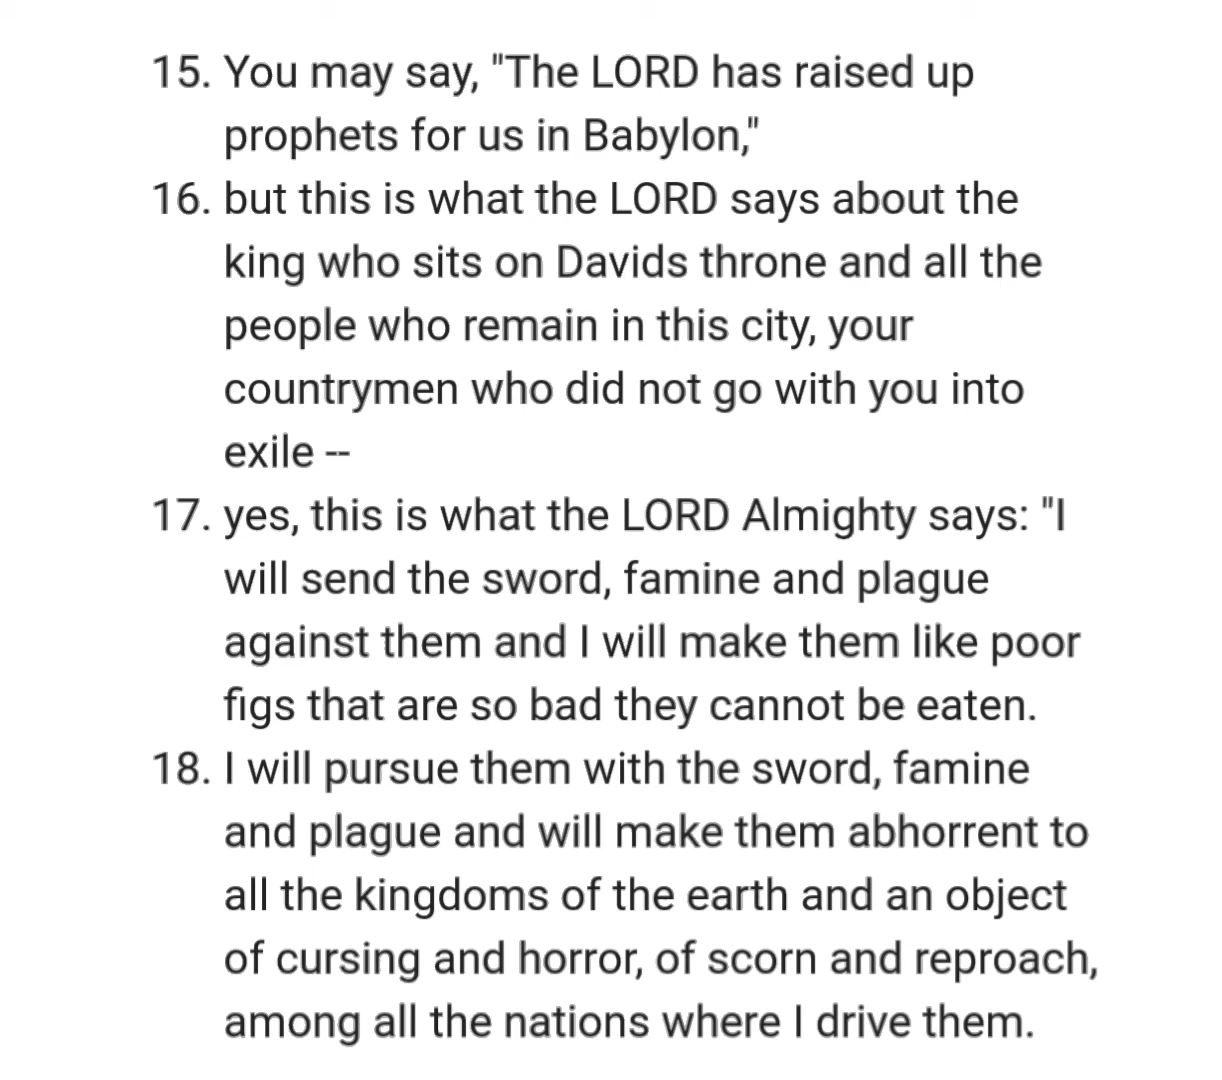 15. You may say, "The LORD has raised up
prophets for us in Babylon,"
16. but this is what the LORD says about the
king who sits on Davids throne and all the
people who remain in this city, your
countrymen who did not go with you into
exile --
17. yes, this is what the LORD Almighty says: "I
will send the sword, famine and plague
against them and I will make them like poor
figs that are so bad they cannot be eaten.
18. I will pursue them with the sword, famine
and plague and will make them abhorrent to
all the kingdoms of the earth and an object
of cursing and horror, of scorn and reproach,
among all the nations where I drive them.